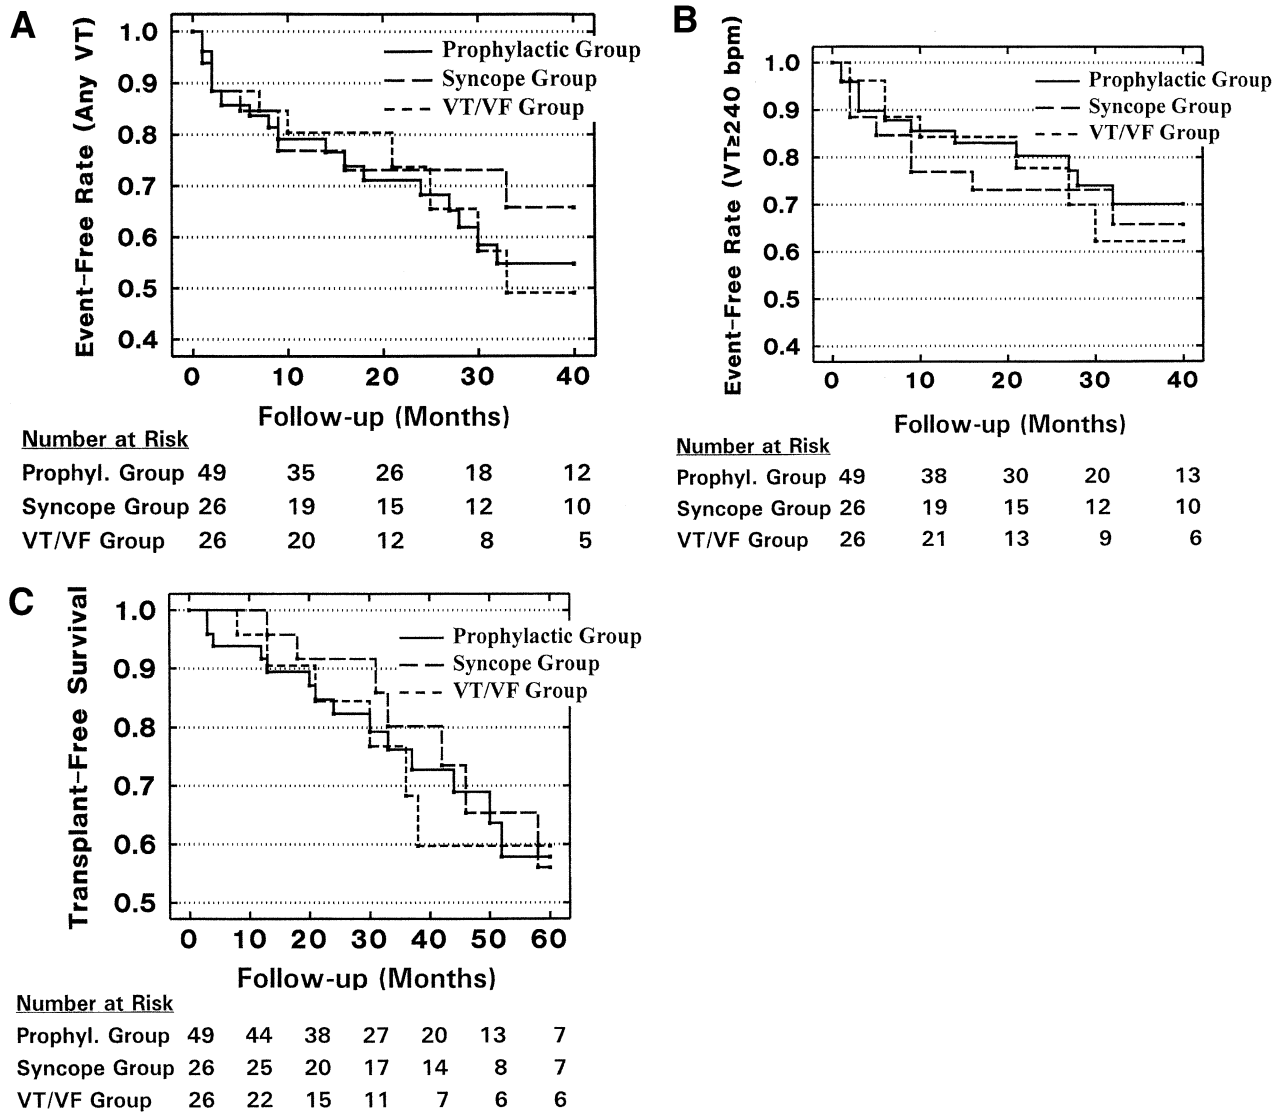 A
Event-Free Rate (Any VT)
1.0
0.9
0.8
0.7
0.6
0.5
0.4
Prophylactic Group
Syncope Group
VT/VF Group
0 10 20 30 40
Follow-up (Months)
Number at Risk
Prophyl. Group 49 35 26 18 12
Syncope Group 26 19 15 12 10
VT/VF Group 26 20 12 8 5
B
Event-Free Rate (VT≥240 bpm)
1.0
0.9
0.8
0.7
0.6
0.5
0.4
Prophylactic Group
Syncope Group
VT/VF Group
0 10 20 30 40
Follow-up (Months)
Number at Risk
Prophyl. Group 49 38 30 20 13
Syncope Group 26 19 15 12 10
VT/VF Group 26 21 13 9 6
C
Transplant-Free Survival
1.0
0.9
0.8
0.7
0.6
0.5
Prophylactic Group
Syncope Group
VT/VF Group
0 10 20 30 40 50 60
Follow-up (Months)
Number at Risk
Prophyl. Group 49 44 38 27 20 13 7
Syncope Group 26 25 20 17 14 8 7
VT/VF Group 26 22 15 11 7 6 6